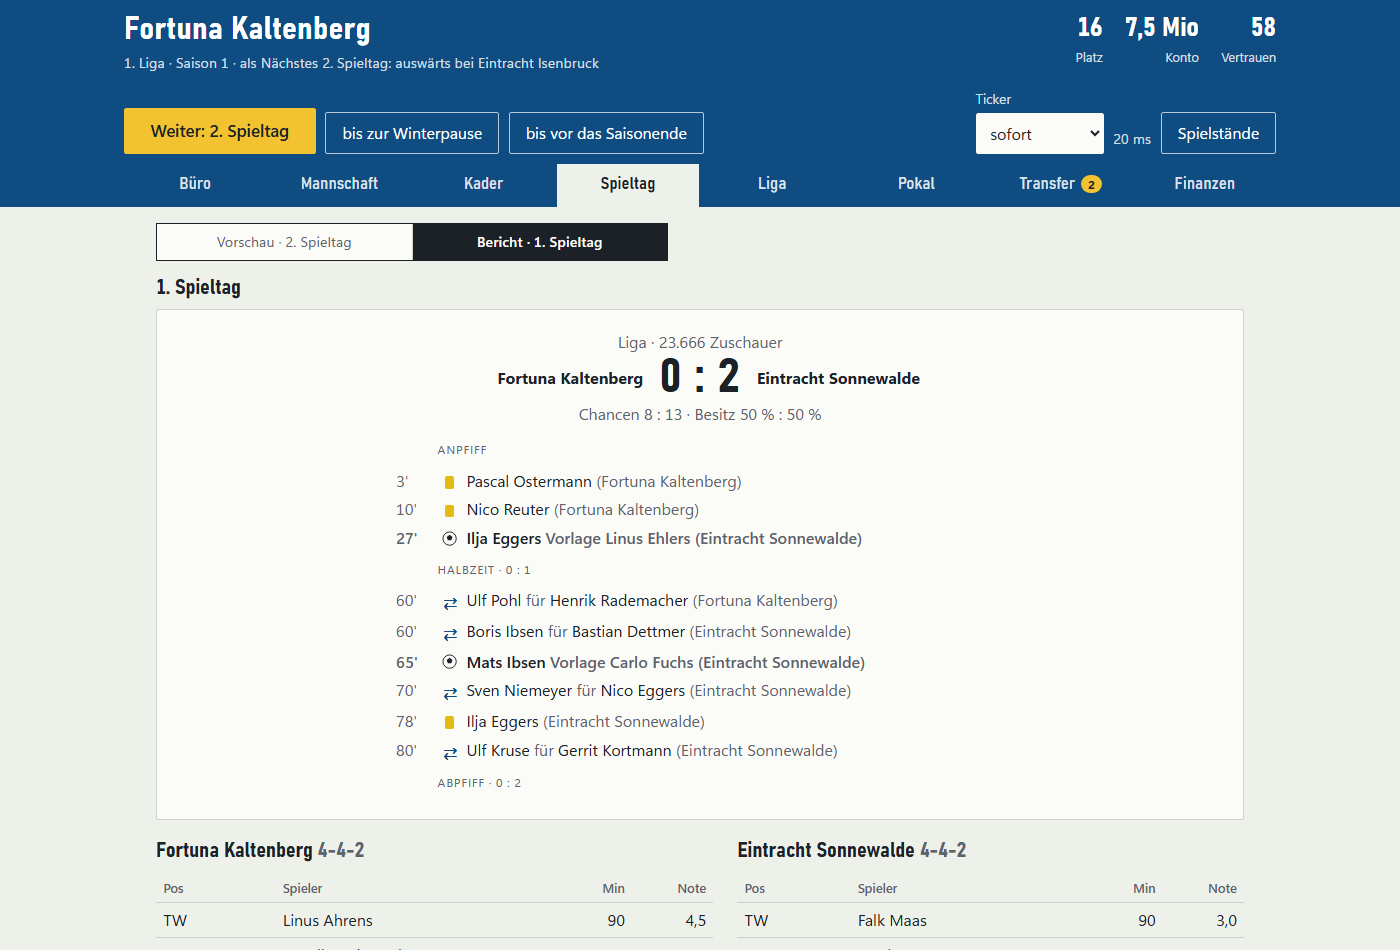 Fortuna Kaltenberg
1. Liga · Saison 1 · als Nächstes 2. Spieltag: auswärts bei Eintracht Isenbruck
16 Platz
7,5 Mio Konto
58 Vertrauen
Weiter: 2. Spieltag
bis zur Winterpause
bis vor das Saisonende
Ticker
sofort
20 ms
Spielstände
Büro
Mannschaft
Kader
Spieltag
Liga
Pokal
Transfer 2
Finanzen
Vorschau · 2. Spieltag
Bericht · 1. Spieltag
1. Spieltag
Liga · 23.666 Zuschauer
Fortuna Kaltenberg 0 : 2 Eintracht Sonnewalde
Chancen 8 : 13 · Besitz 50 % : 50 %
ANPFIFF
3' Pascal Ostermann (Fortuna Kaltenberg)
10' Nico Reuter (Fortuna Kaltenberg)
27' Ilja Eggers Vorlage Linus Ehlers (Eintracht Sonnewalde)
HALBZEIT · 0 : 1
60' Ulf Pohl für Henrik Rademacher (Fortuna Kaltenberg)
60' Boris Ibsen für Bastian Dettmer (Eintracht Sonnewalde)
65' Mats Ibsen Vorlage Carlo Fuchs (Eintracht Sonnewalde)
70' Sven Niemeyer für Nico Eggers (Eintracht Sonnewalde)
78' Ilja Eggers (Eintracht Sonnewalde)
80' Ulf Kruse für Gerrit Kortmann (Eintracht Sonnewalde)
ABPFIFF · 0 : 2
Fortuna Kaltenberg 4-4-2
Pos Spieler Min Note
TW Linus Ahrens 90 4,5
Eintracht Sonnewalde 4-4-2
Pos Spieler Min Note
TW Falk Maas 90 3,0